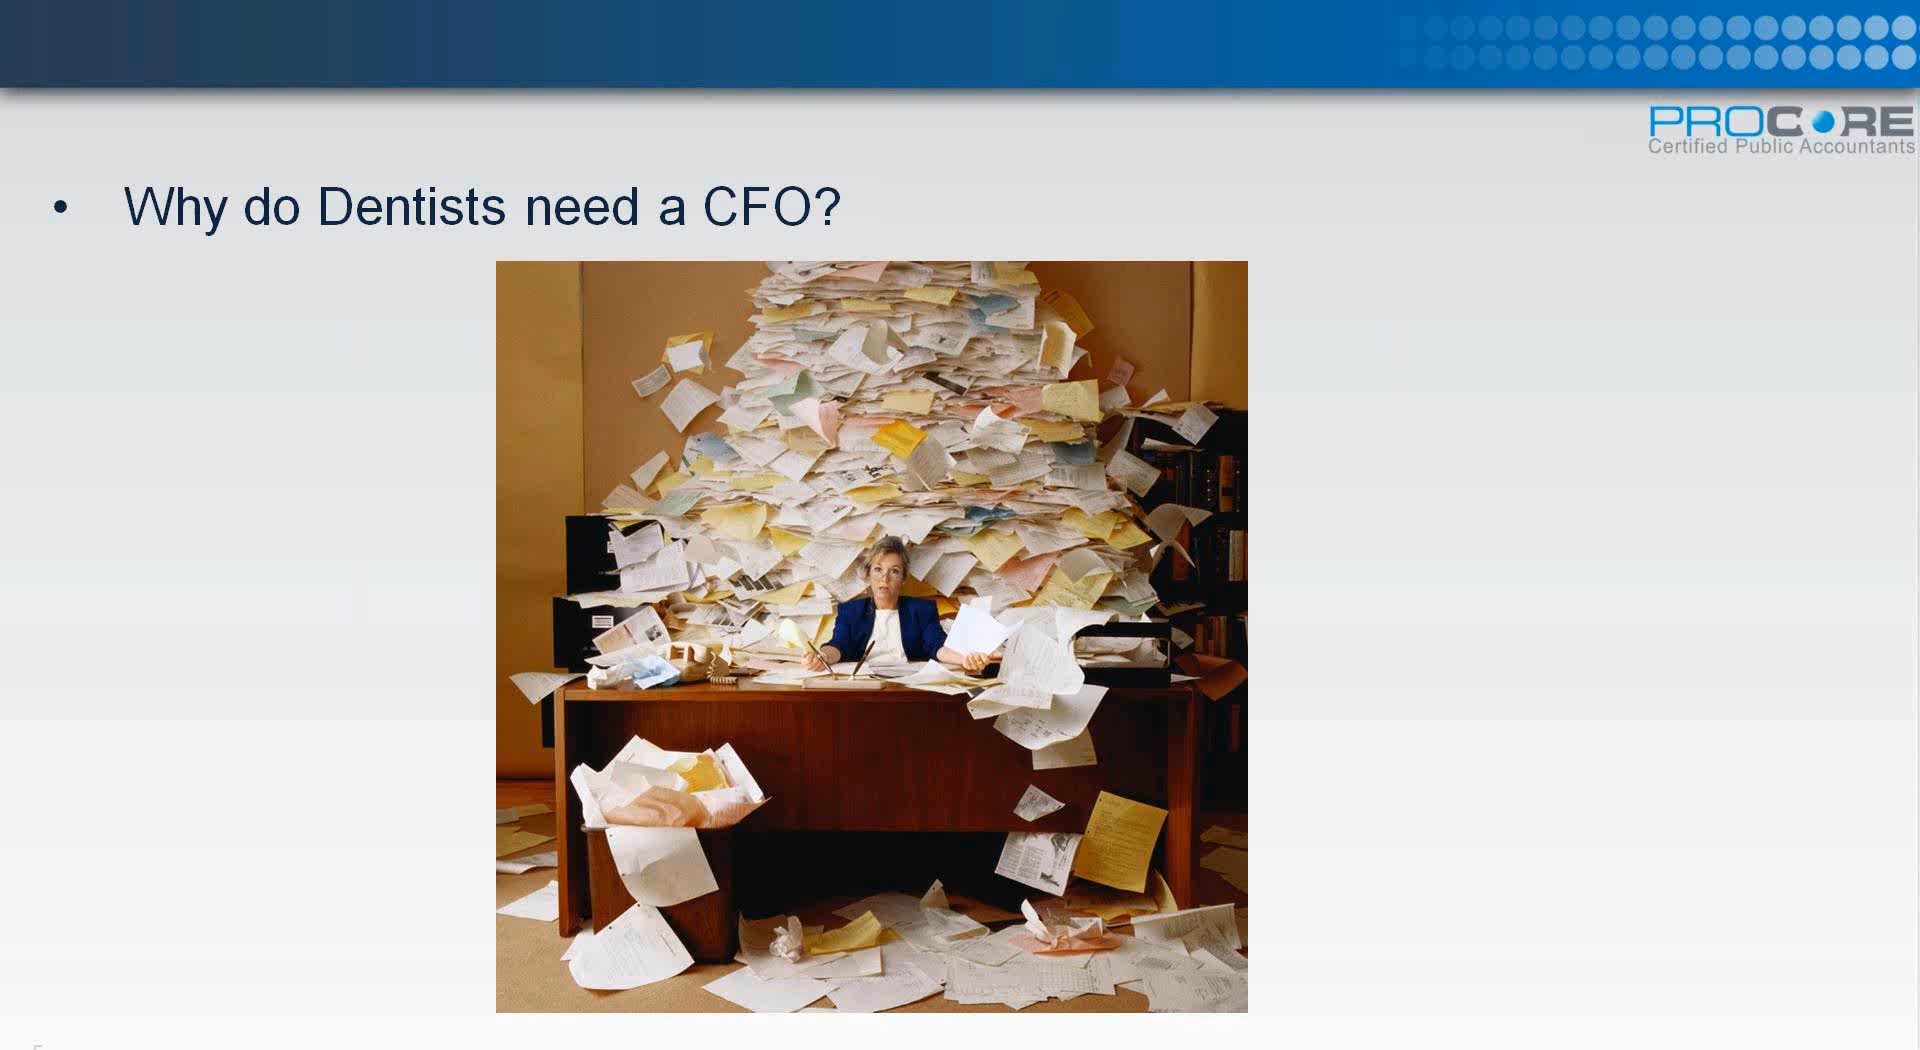 PROCORE
Certified Public Accountants
• Why do Dentists need a CFO?